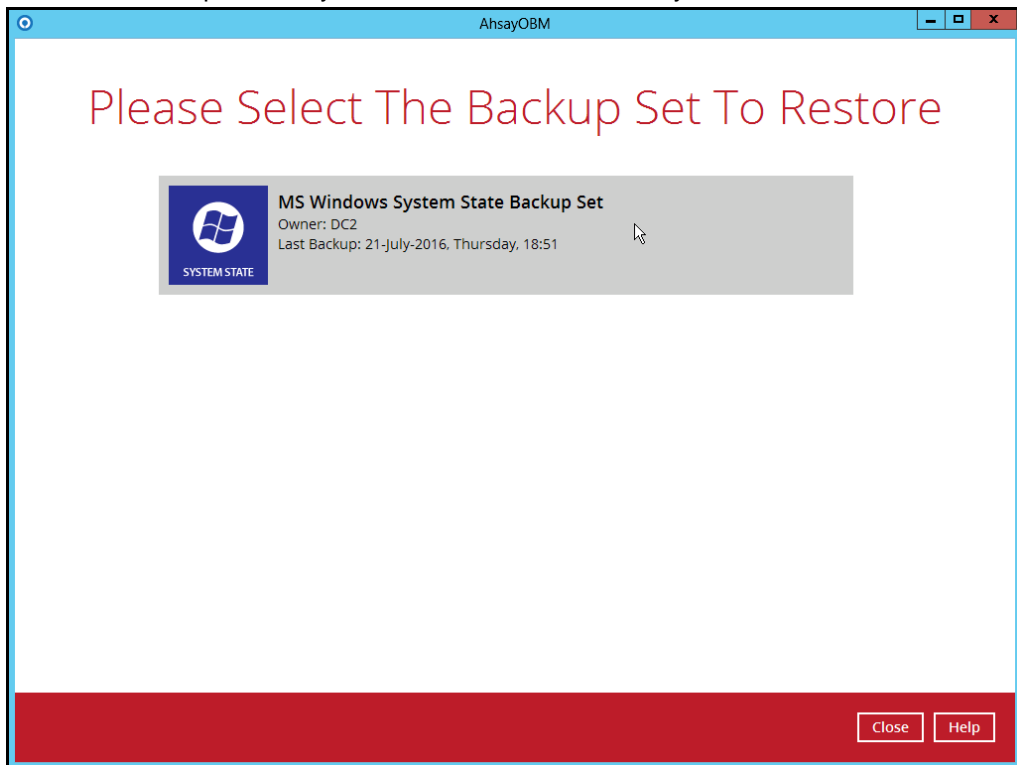 AhsayOBM
Please Select The Backup Set To Restore
MS Windows System State Backup Set
Owner: DC2
Last Backup: 21-July-2016, Thursday, 18:51
SYSTEM STATE
Close Help